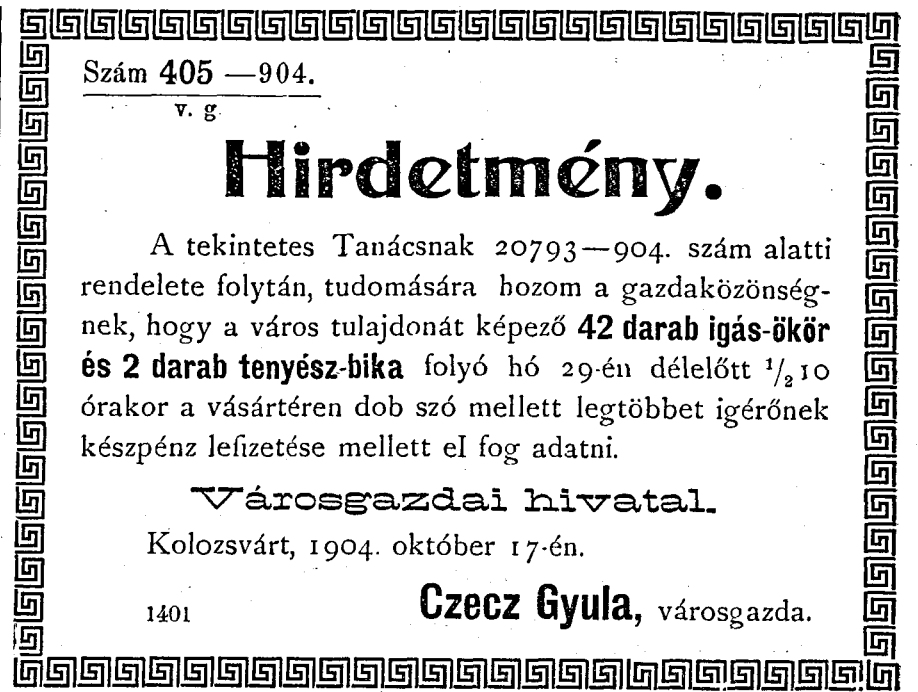 Szám 405 —904.
v. g.
Hirdetmény.
A tekintetes Tanácsnak 20793—904. szám alatti
rendelete folytán, tudomására hozom a gazdaközönség-
nek, hogy a város tulajdonát képező 42 darab igás-ökör
és 2 darab tenyész-bika folyó hó 29-én délelőtt ½10
órakor a vásártéren dob szó mellett legtöbbet igérőnek
készpénz lefizetése mellett el fog adatni.
Városgazdai hivatal.
Kolozsvárt, 1904. október 17-én.
1401 Czecz Gyula, városgazda.